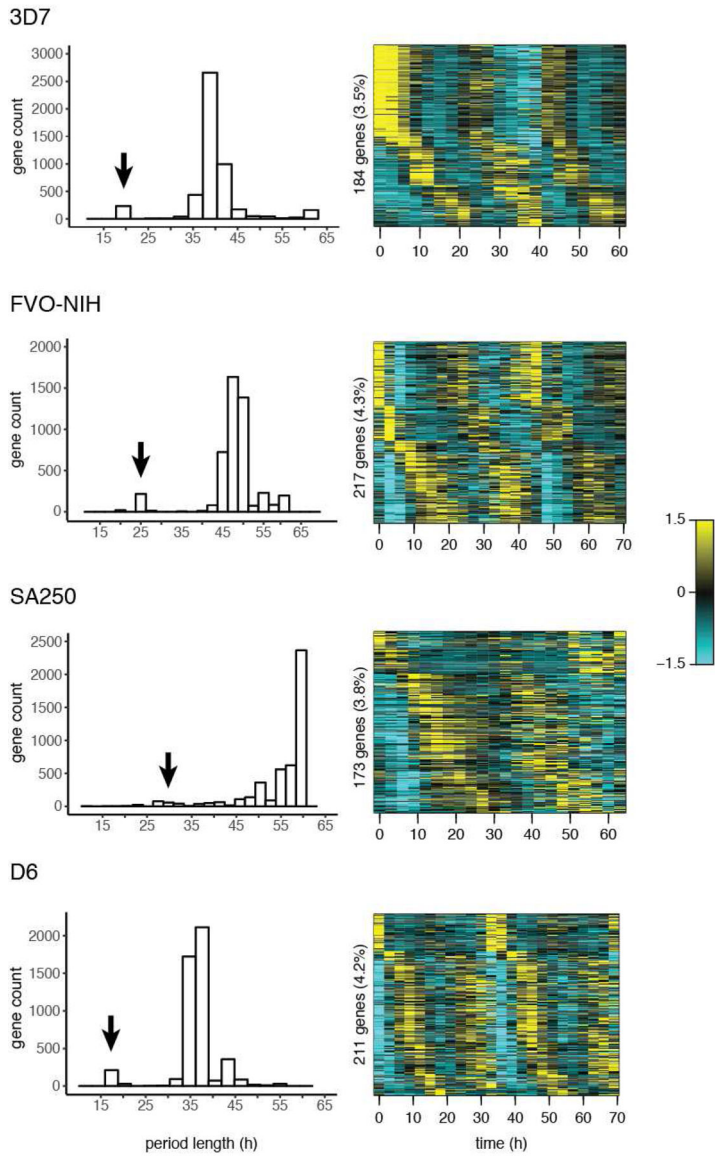 3D7
gene count
3000
2500
2000
1500
1000
500
0
15 25 35 45 55 65
184 genes (3.5%)
0 10 20 30 40 50 60
FVO-NIH
gene count
2000
1500
1000
500
0
15 25 35 45 55 65
217 genes (4.3%)
0 10 20 30 40 50 60 70
1.5
0
−1.5
SA250
gene count
2500
2000
1500
1000
500
0
15 25 35 45 55 65
173 genes (3.8%)
0 10 20 30 40 50 60
D6
gene count
2000
1500
1000
500
0
15 25 35 45 55 65
period length (h)
211 genes (4.2%)
0 10 20 30 40 50 60 70
time (h)